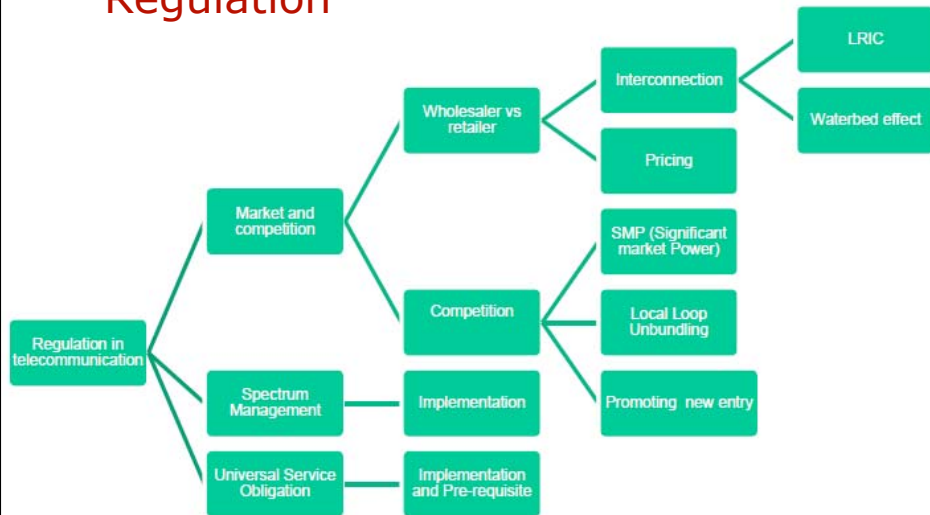 Regulation
LRIC
Interconnection
Wholesaler vs
retailer
Waterbed effect
Pricing
Market and
competition
SMP (Significant
market Power)
Competition
Local Loop
Unbundling
Regulation in
telecommunication
Spectrum
Management
Implementation
Promoting new entry
Universal Service
Obligation
Implementation
and Pre-requisite